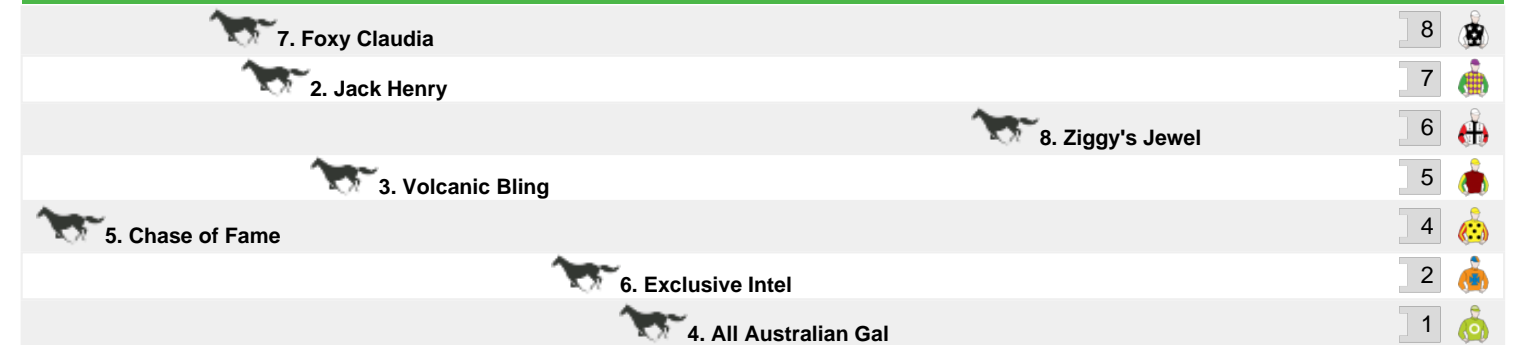 7. Foxy Claudia 8
2. Jack Henry 7
8. Ziggy's Jewel 6
3. Volcanic Bling 5
5. Chase of Fame 4
6. Exclusive Intel 2
4. All Australian Gal 1